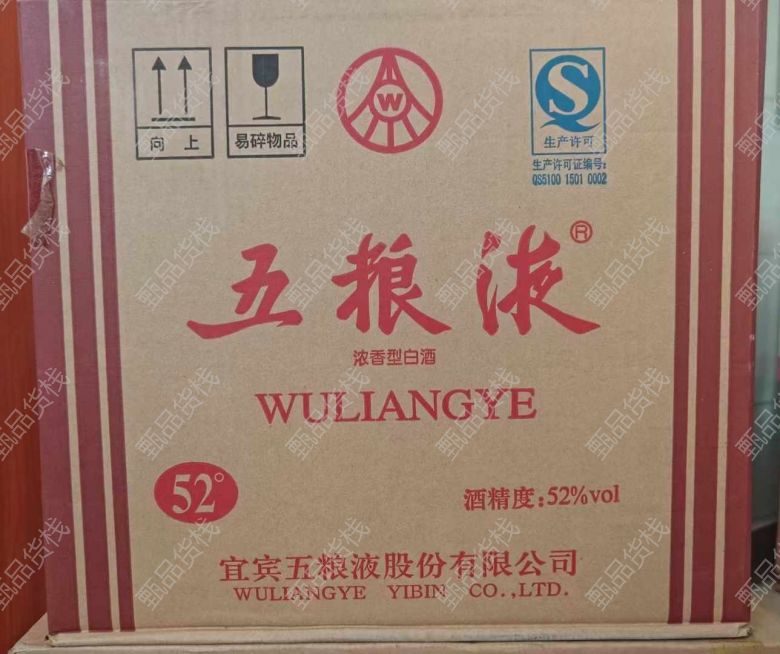 向 上
易碎物品
W
S
生产许可
生产许可证编号:
QS5100 1501 0002
五粮液®
浓香型白酒
WULIANGYE
52°
酒精度:52%vol
宜宾五粮液股份有限公司
WULIANGYE YIBIN CO.,LTD.
甄品货栈